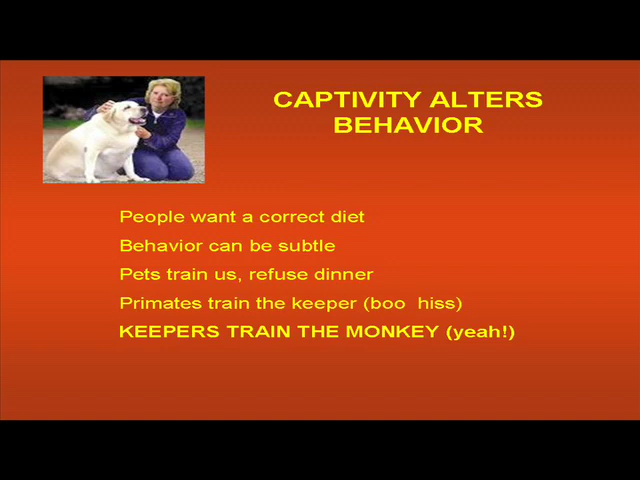 CAPTIVITY ALTERS
BEHAVIOR
People want a correct diet
Behavior can be subtle
Pets train us, refuse dinner
Primates train the keeper (boo  hiss)
KEEPERS TRAIN THE MONKEY (yeah!)